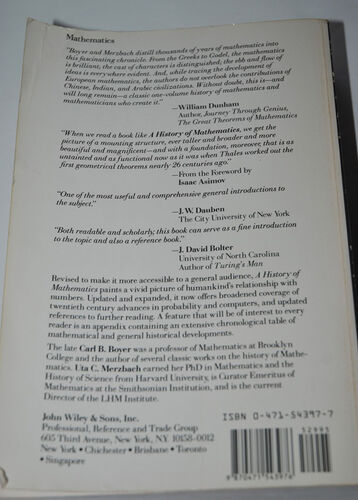 Mathematics
"Boyer and Merzbach distill thousands of years of mathematics into
this fascinating chronicle. From the Greeks to Godel, the mathematics
is brilliant, the cast of characters is distinguished; the ebb and flow of
ideas is everywhere evident. And, while tracing the development of
European mathematics, the authors do not overlook the contributions of
Chinese, Indian, and Arabic civilizations. Without doubt, this is—and
will long remain—a classic one-volume history of mathematics and
mathematicians who create it."
—William Dunham
Author, Journey Through Genius,
The Great Theorems of Mathematics
"When we read a book like A History of Mathematics, we get the
picture of a mounting structure, ever taller and broader and more
beautiful and magnificent—and with a foundation, moreover, that is as
untainted and as functional now as it was when Thales worked out the
first geometrical theorems nearly 26 centuries ago."
—From the Foreword by
Isaac Asimov
"One of the most useful and comprehensive general introductions to
the subject."
—J. W. Dauben
The City University of New York
"Both readable and scholarly, this book can serve as a fine introduction
to the topic and also a reference book."
—J. David Bolter
University of North Carolina
Author of Turing's Man
Revised to make it more accessible to a general audience, A History of
Mathematics paints a vivid picture of humankind's relationship with
numbers. Updated and expanded, it now offers broadened coverage of
twentieth century advances in probability and computers, and updated
references to further reading. A feature that will be of interest to every
reader is an appendix containing an extensive chronological table of
mathematical and general historical developments.
The late Carl B. Boyer was a professor of Mathematics at Brooklyn
College and the author of several classic works on the history of Mathe-
matics. Uta C. Merzbach earned her PhD in Mathematics and the
History of Science from Harvard University, is Curator Emeritus of
Mathematics at the Smithsonian Institution, and is the current
Director of the LHM Institute.
John Wiley & Sons, Inc.
Professional, Reference and Trade Group
605 Third Avenue, New York, NY. 10158-0012
New York • Chichester • Brisbane • Toronto
• Singapore
ISBN 0-471-54397-7
52995
9 780471 543978